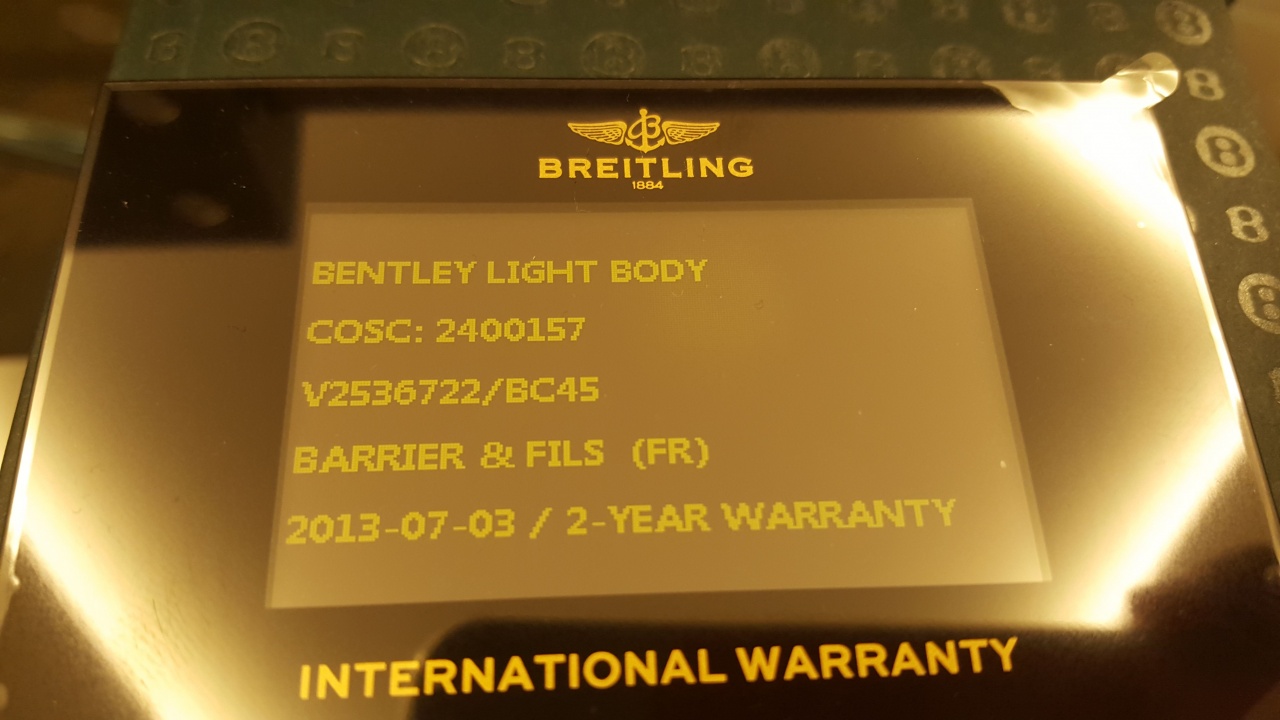 BREITLING
1884
BENTLEY LIGHT BODY
COSC: 2400157
V2536722/BC45
BARRIER & FILS (FR)
2013-07-03 / 2-YEAR WARRANTY
INTERNATIONAL WARRANTY